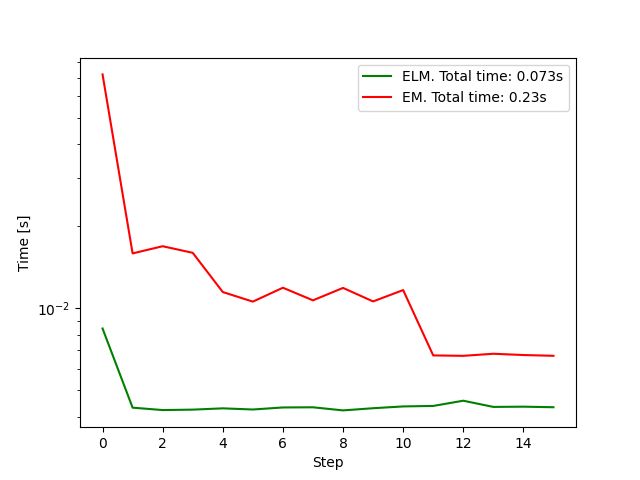 ELM. Total time: 0.073s
EM. Total time: 0.23s
Time [s]
10⁻²
0 2 4 6 8 10 12 14
Step